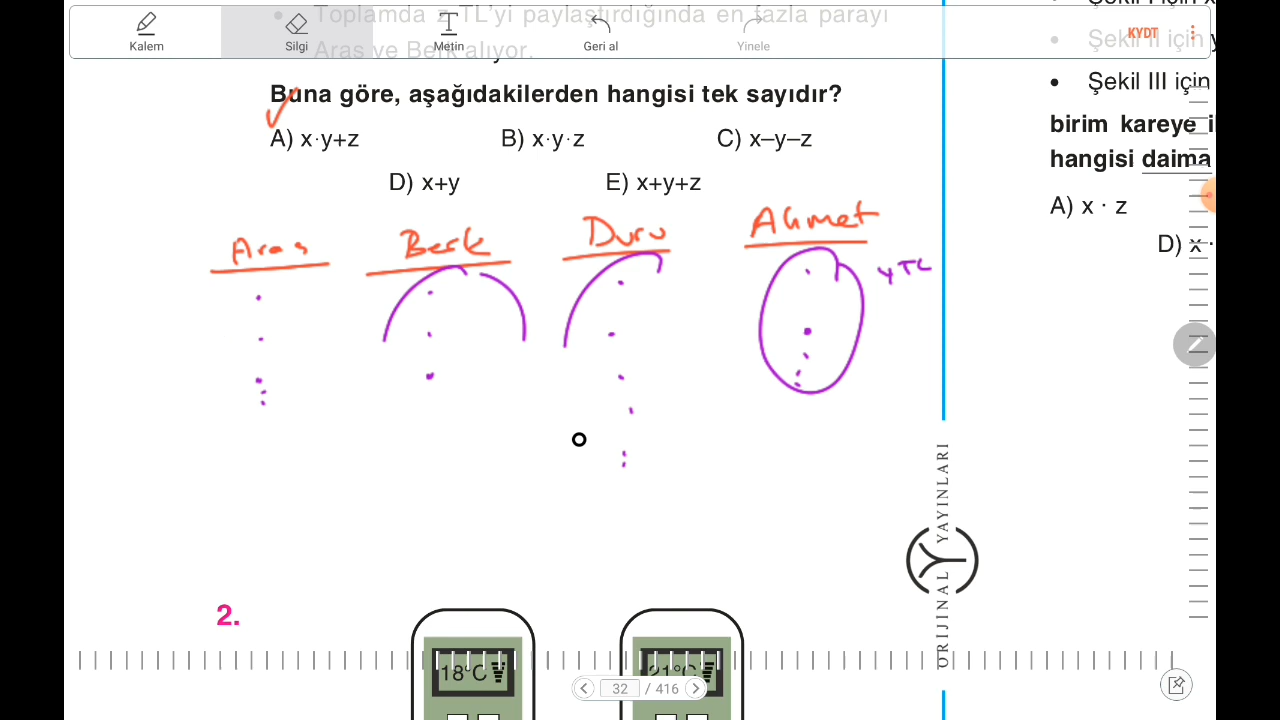 Toplamda z TL'yi paylaştırdığında en fazla parayı
Kalem
Silgi
Metin
Geri al
Yinele
KYDT
Aras ve Berk alıyor.
Buna göre, aşağıdakilerden hangisi tek sayıdır?
A) x·y+z
B) x·y·z
C) x–y–z
D) x+y
E) x+y+z
Aras
Berk
Duru
Ahmet
y TL
Şekil II için y
Şekil III için
birim kareye i
hangisi daima
A) x · z
D) x ·
ORİJİNAL YAYINLARI
2.
18°C
21°C
32 / 416